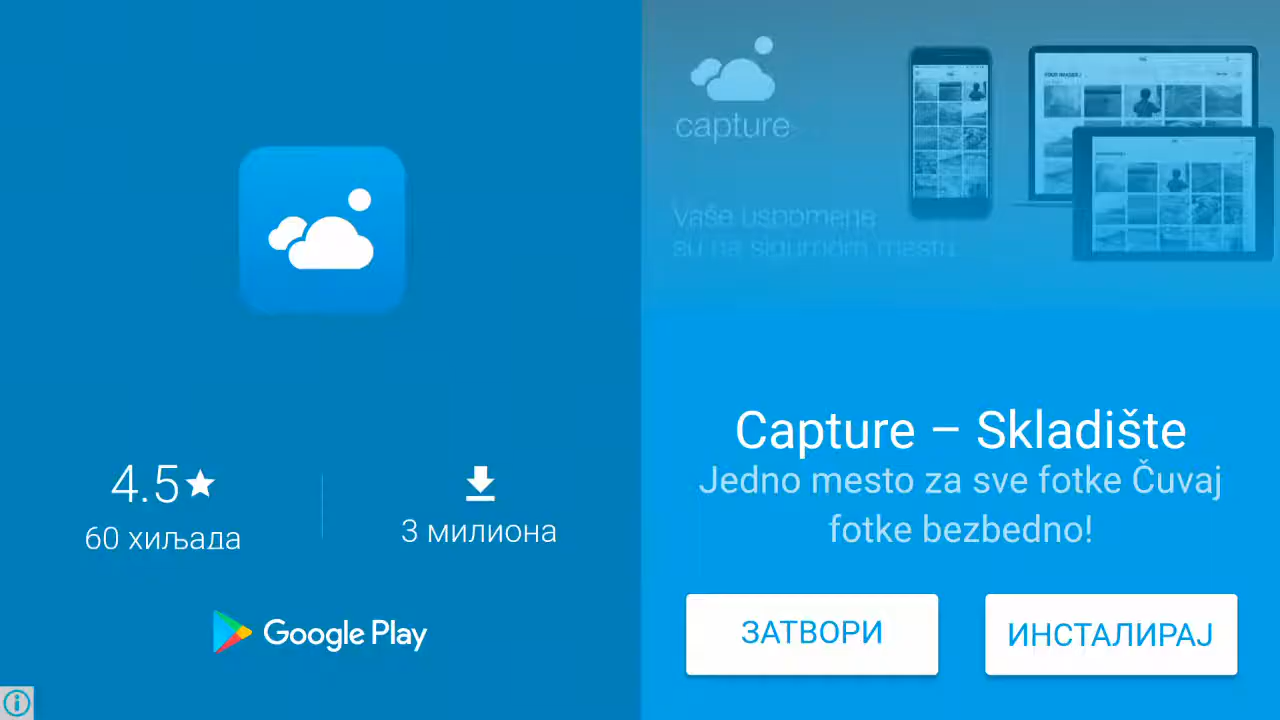 4.5★
60 хиљада
3 милиона
Google Play
capture
Vaše uspomene
su na sigurnom mestu
Capture – Skladište
Jedno mesto za sve fotke Čuvaj
fotke bezbedno!
ЗАТВОРИ
ИНСТАЛИРАЈ